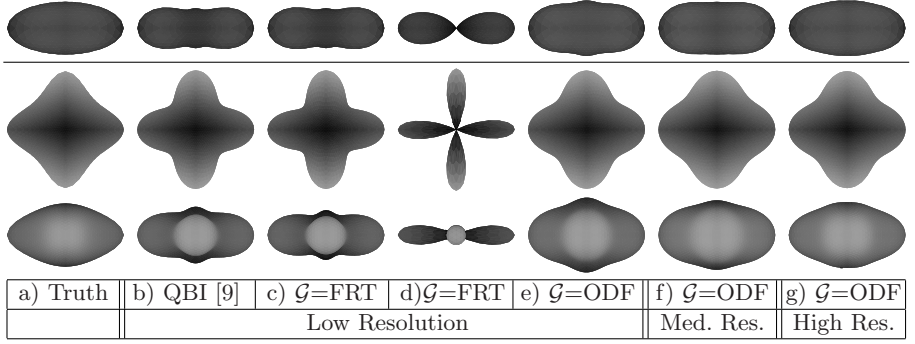 a) Truth b) QBI [9] c) 𝒢=FRT d)𝒢=FRT e) 𝒢=ODF f) 𝒢=ODF g) 𝒢=ODF
Low Resolution Med. Res. High Res.